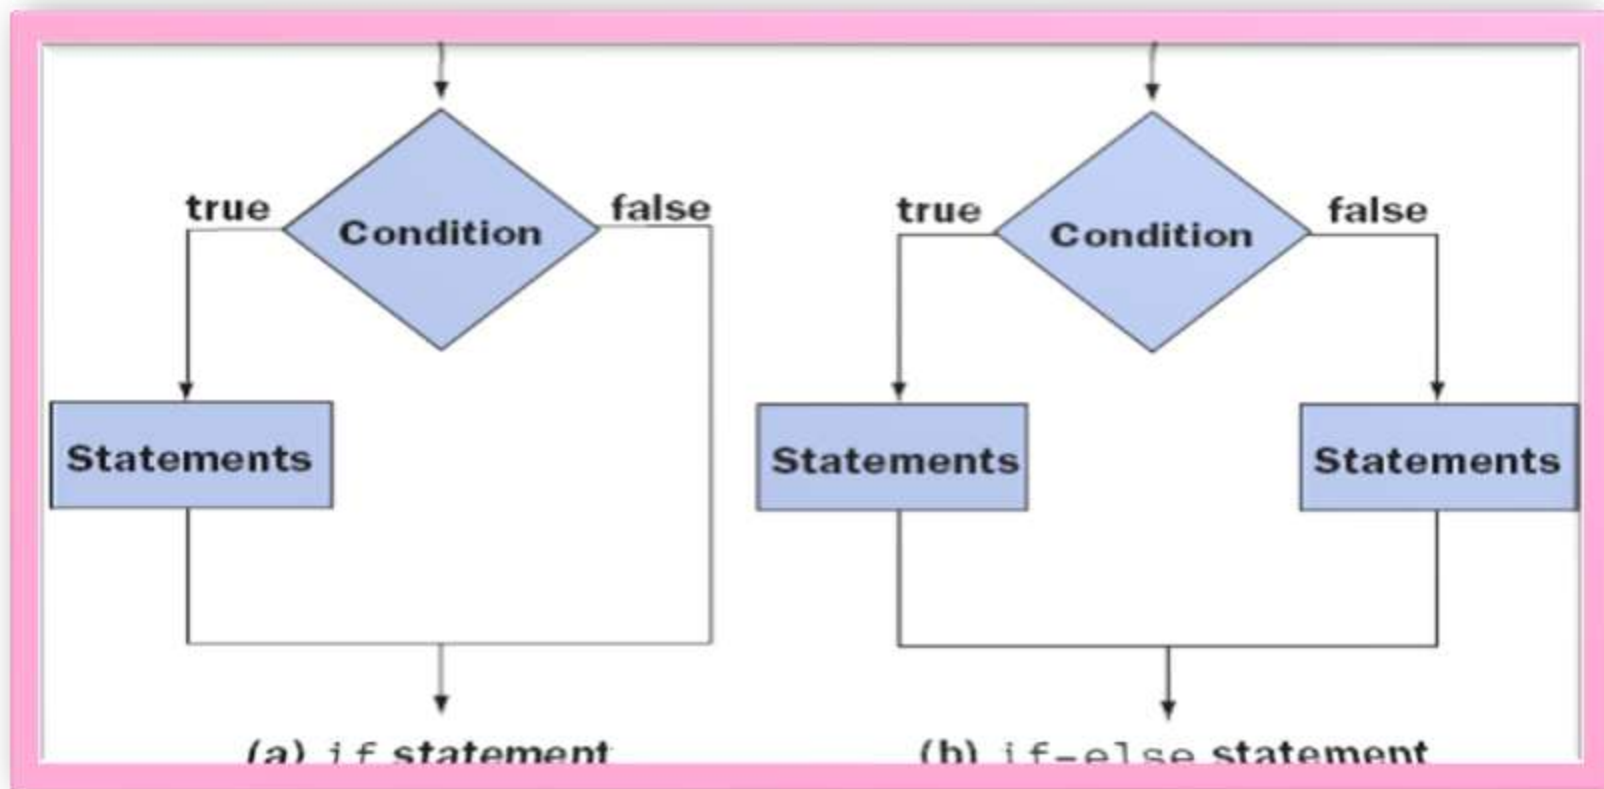 true
Condition
false
Statements
(a) if statement
true
Condition
false
Statements
Statements
(b) if-else statement